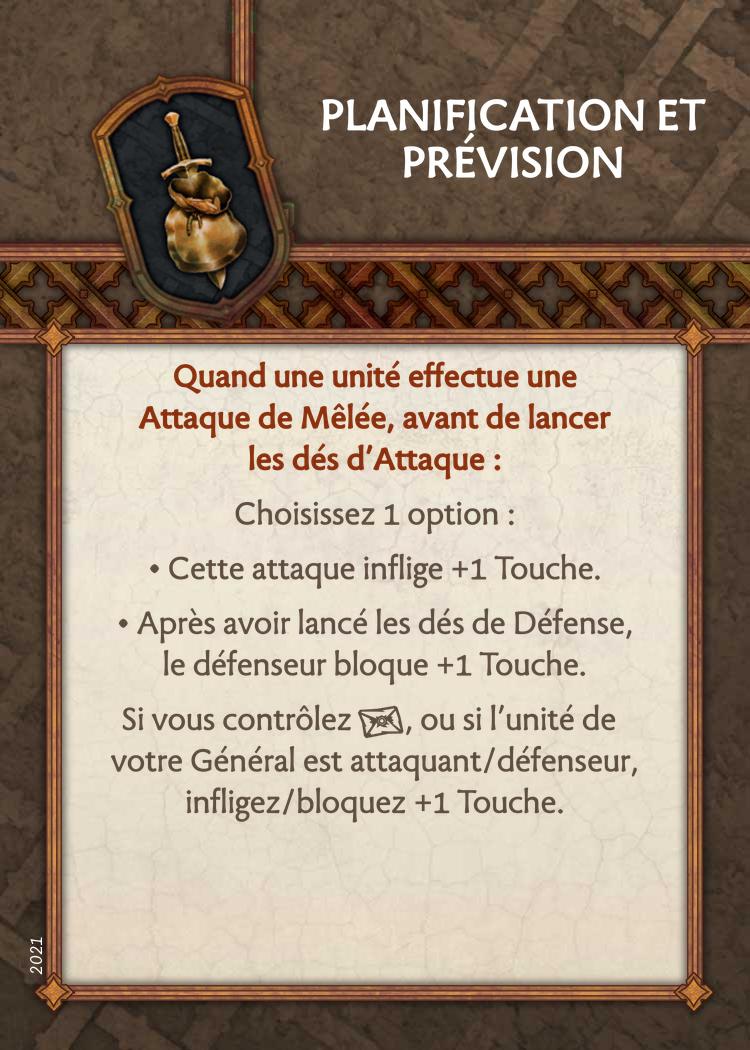 PLANIFICATION ET
PRÉVISION
Quand une unité effectue une
Attaque de Mêlée, avant de lancer
les dés d’Attaque :
Choisissez 1 option :
• Cette attaque inflige +1 Touche.
• Après avoir lancé les dés de Défense,
le défenseur bloque +1 Touche.
Si vous contrôlez , ou si l’unité de
votre Général est attaquant/défenseur,
infligez/bloquez +1 Touche.
2021